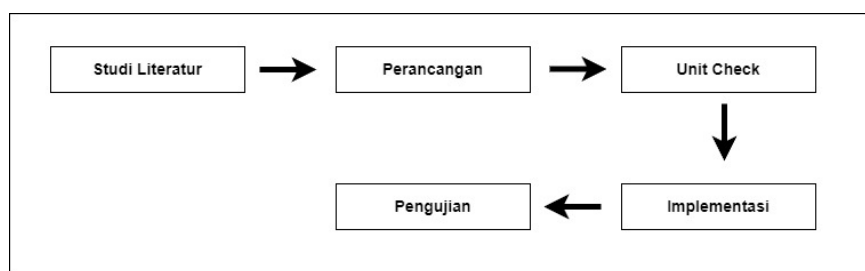 Studi Literatur
Perancangan
Unit Check
Implementasi
Pengujian